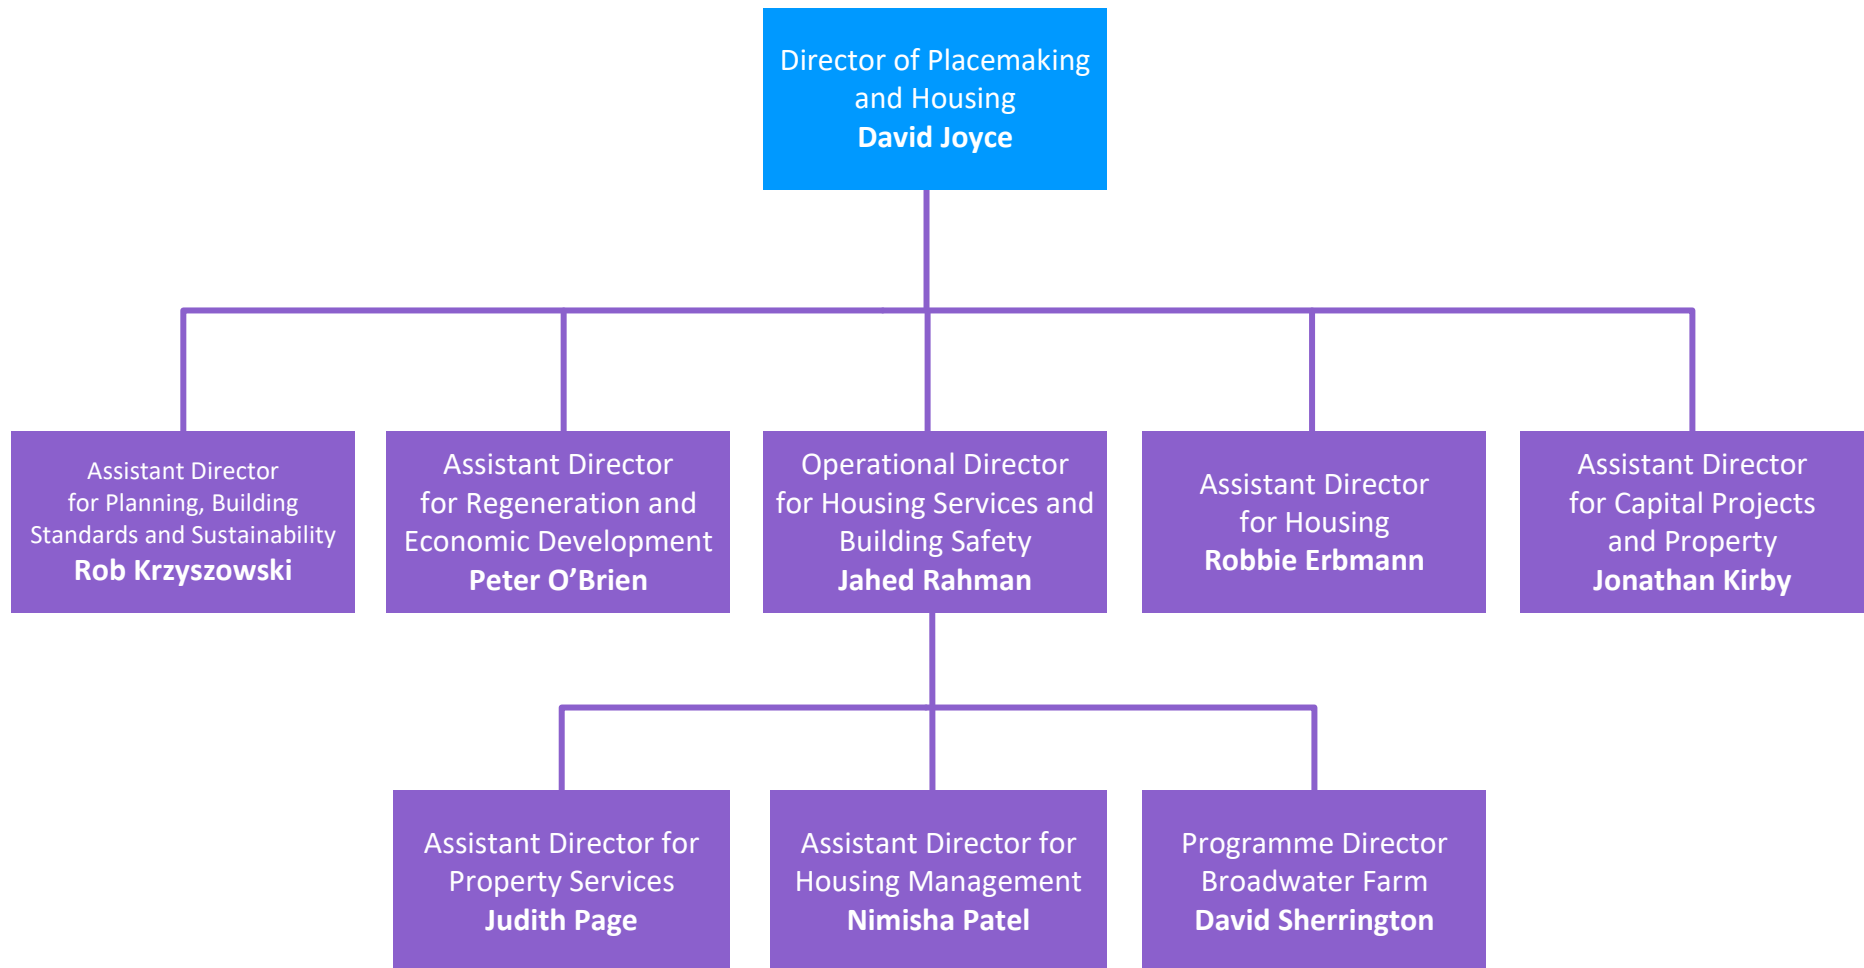 Director of Placemaking
and Housing
David Joyce
Assistant Director
for Planning, Building
Standards and Sustainability
Rob Krzyszowski
Assistant Director
for Regeneration and
Economic Development
Peter O’Brien
Operational Director
for Housing Services and
Building Safety
Jahed Rahman
Assistant Director
for Housing
Robbie Erbmann
Assistant Director
for Capital Projects
and Property
Jonathan Kirby
Assistant Director for
Property Services
Judith Page
Assistant Director for
Housing Management
Nimisha Patel
Programme Director
Broadwater Farm
David Sherrington